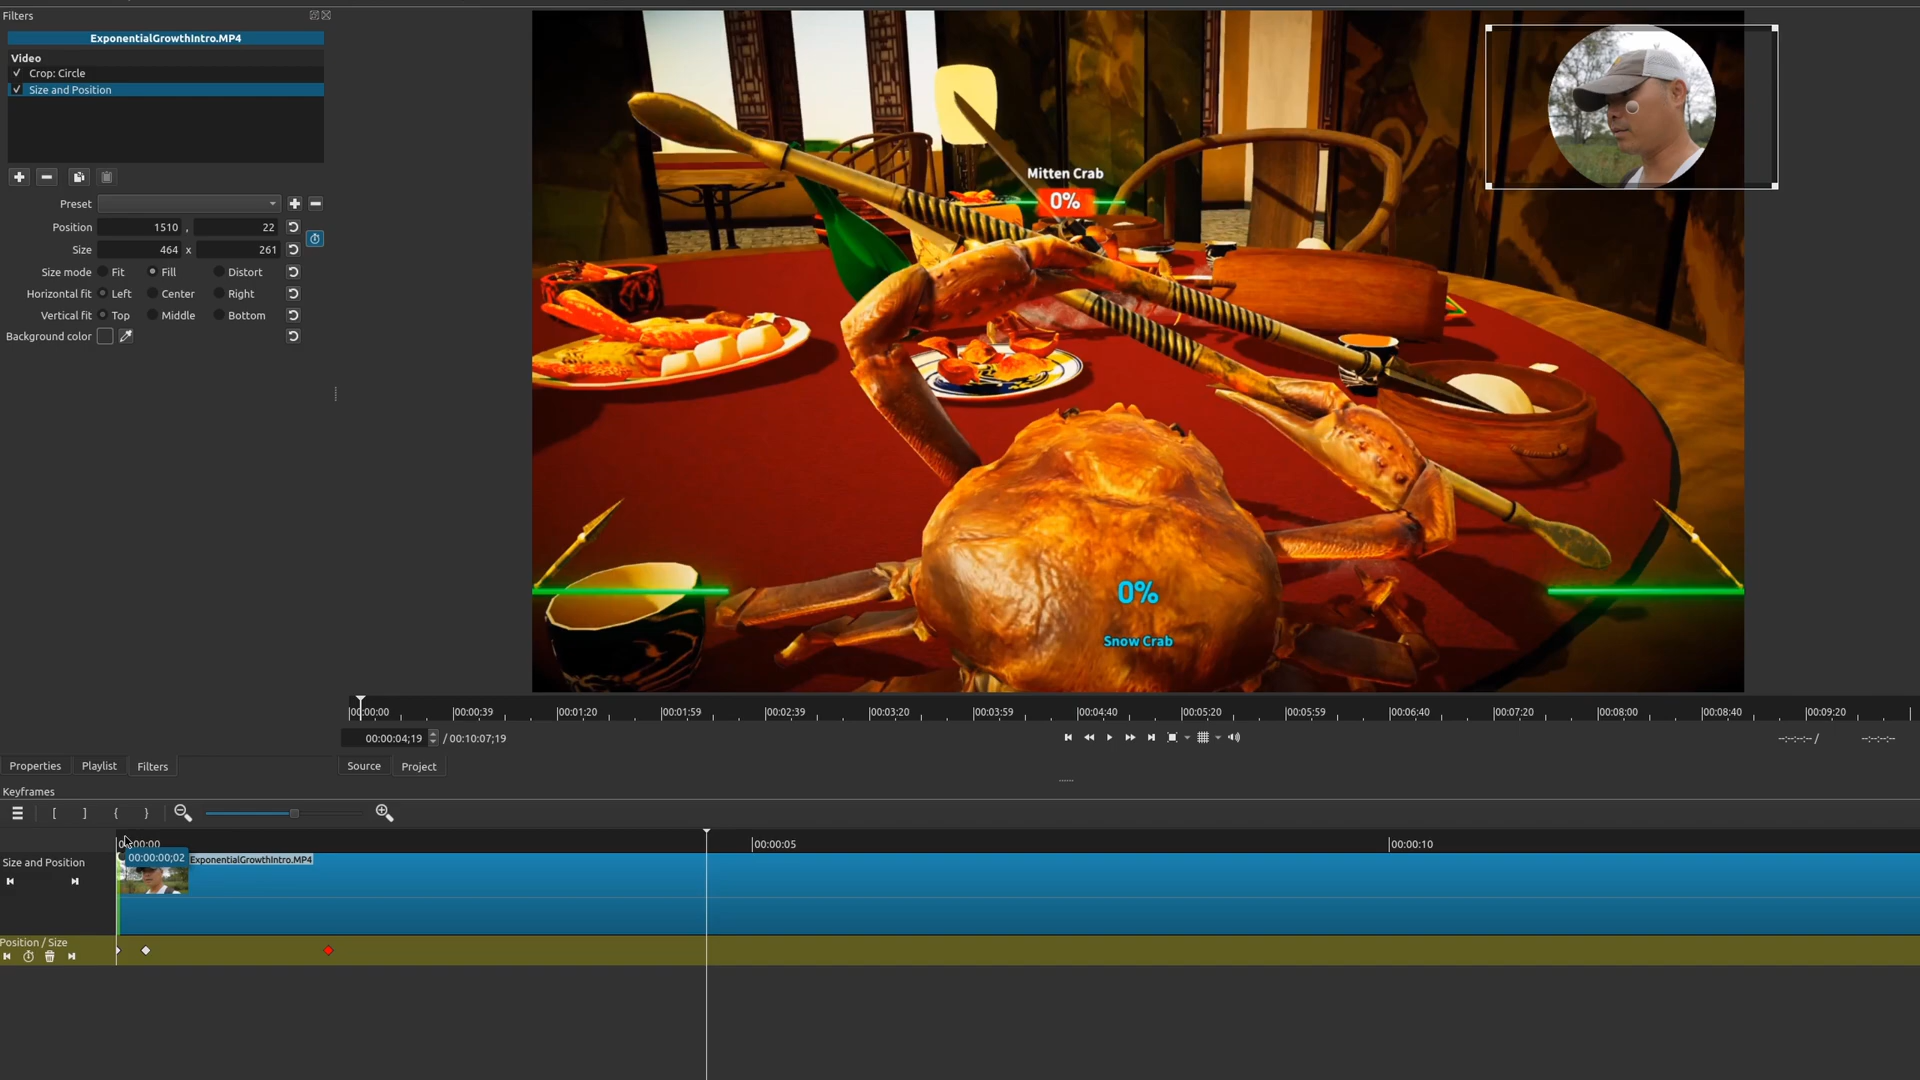 Filters
ExponentialGrowthIntro.MP4
Video
Crop: Circle
Size and Position
Preset
Position 1510 , 22
Size 464 x 261
Size mode Fit Fill Distort
Horizontal fit Left Center Right
Vertical fit Top Middle Bottom
Background color
Mitten Crab
0%
0%
Snow Crab
00:00:00 00:00:39 00:01:20 00:01:59 00:02:39 00:03:20 00:03:59 00:04:40 00:05:20 00:05:59 00:06:40 00:07:20 00:08:00 00:08:40 00:09:20
00:00:04;19 / 00:10:07;19 --:--:--:-- / --:--:--:--
Properties Playlist Filters Source Project
Keyframes
[ ] { }
00:00:00 00:00:05 00:00:10
00:00:00;02
Size and Position ExponentialGrowthIntro.MP4
Position / Size